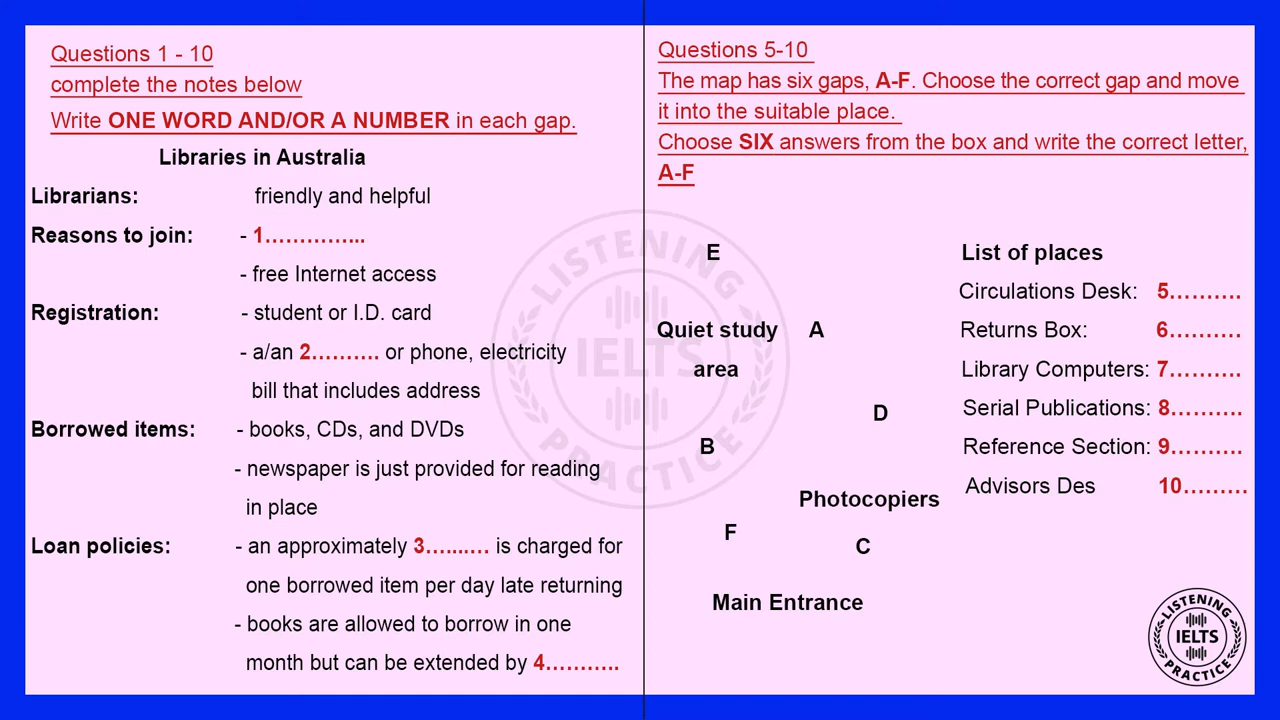 Questions 1 - 10
complete the notes below
Write ONE WORD AND/OR A NUMBER in each gap.
Libraries in Australia
Librarians: friendly and helpful
Reasons to join: - 1…………...
- free Internet access
Registration: - student or I.D. card
- a/an 2………. or phone, electricity
bill that includes address
Borrowed items: - books, CDs, and DVDs
- newspaper is just provided for reading
in place
Loan policies: - an approximately 3…...…. is charged for
one borrowed item per day late returning
- books are allowed to borrow in one
month but can be extended by 4………..
Questions 5-10
The map has six gaps, A-F. Choose the correct gap and move
it into the suitable place.
Choose SIX answers from the box and write the correct letter,
A-F
E
Quiet study A
area
D
B
Photocopiers
F
C
Main Entrance
List of places
Circulations Desk: 5……….
Returns Box: 6……….
Library Computers: 7……….
Serial Publications: 8……….
Reference Section: 9……….
Advisors Des 10………
LISTENING
IELTS
PRACTICE
LISTENING
IELTS
PRACTICE